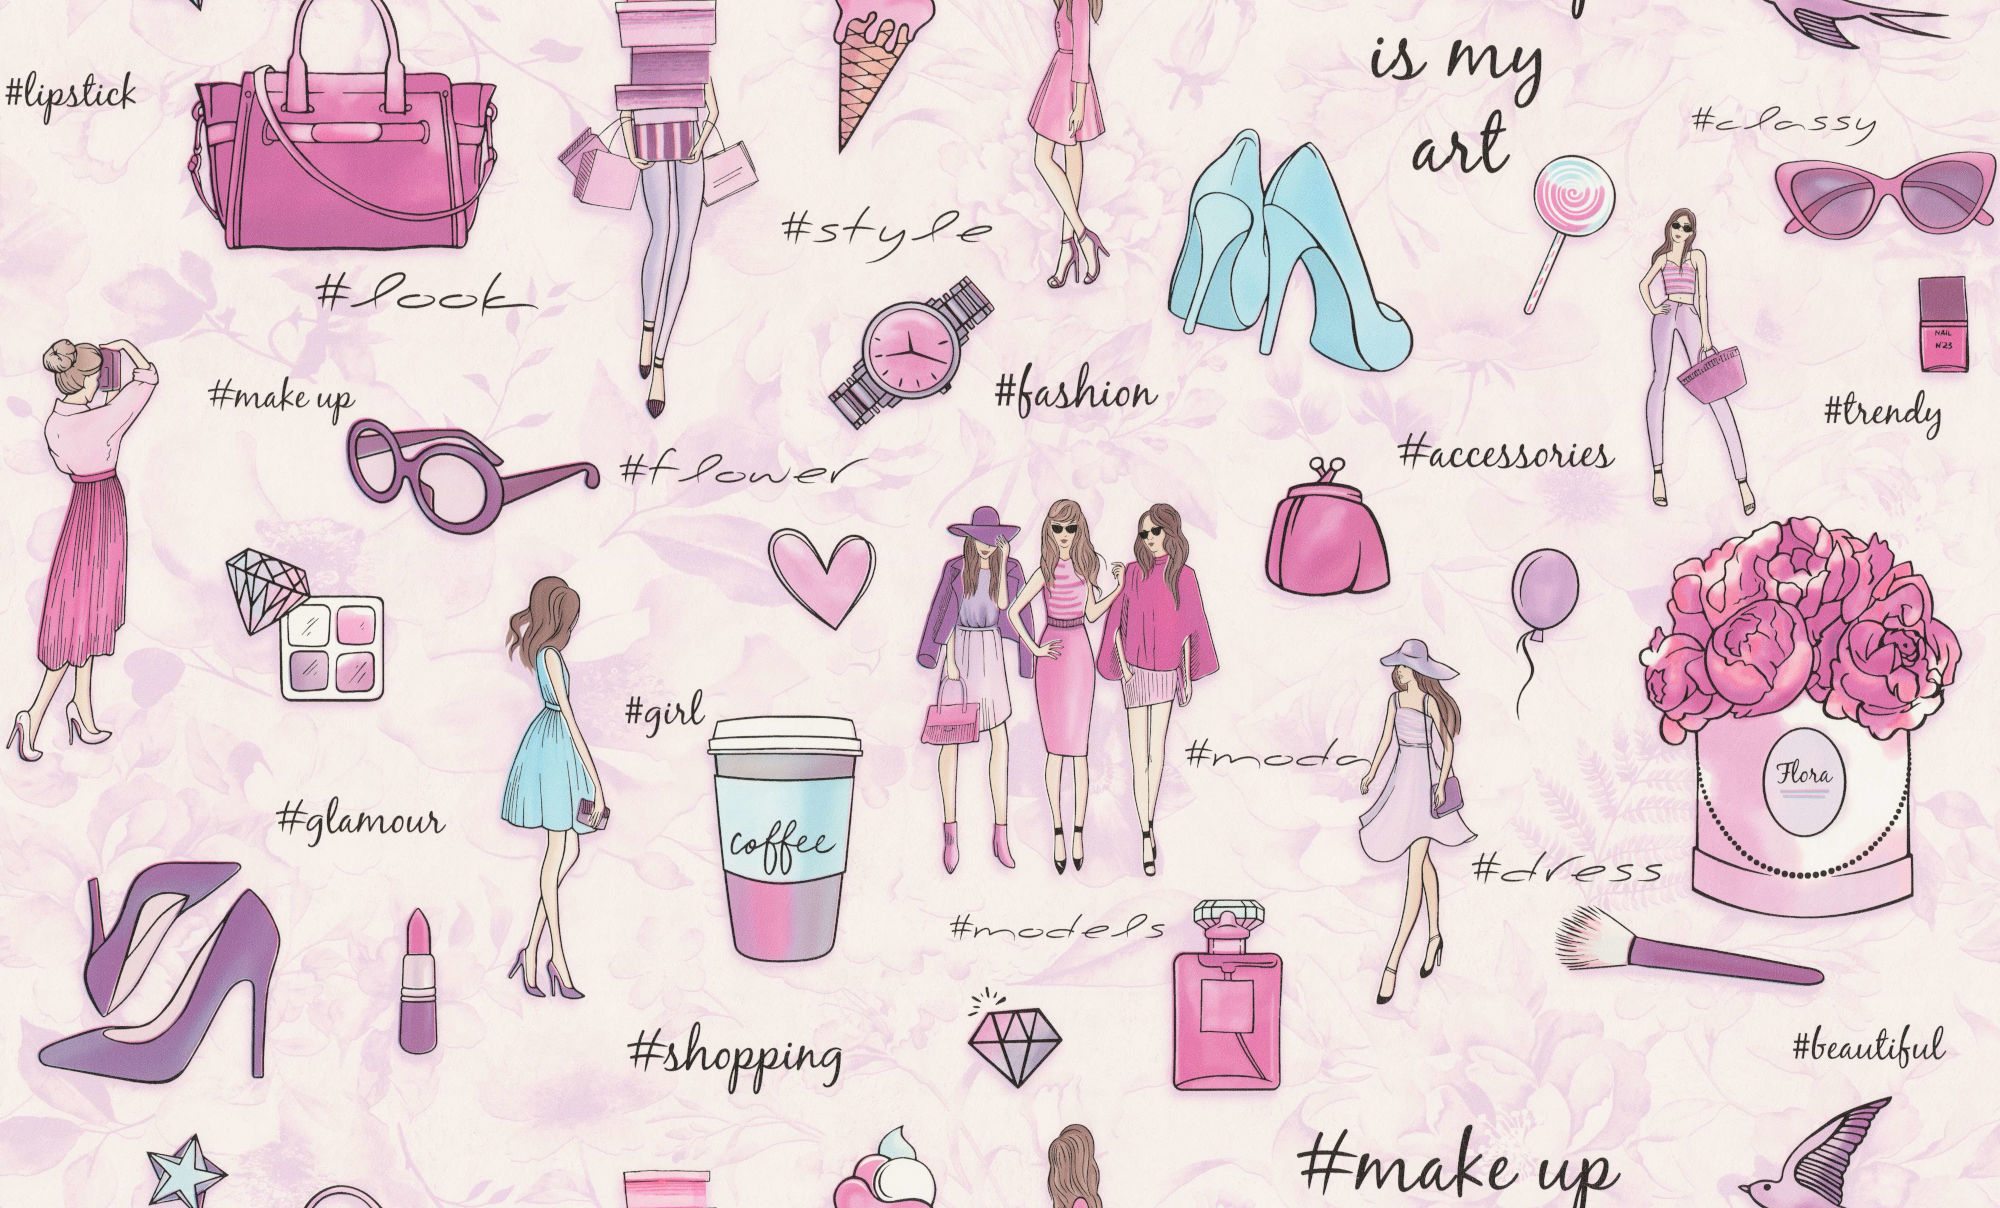 is my
art
#lipstick
#classy
#style
#look
NAIL
N°23
#make up
#fashion
#trendy
#accessories
#flower
#girl
#moda
Flora
#glamour
coffee
#dress
#models
#shopping
#beautiful
#make up